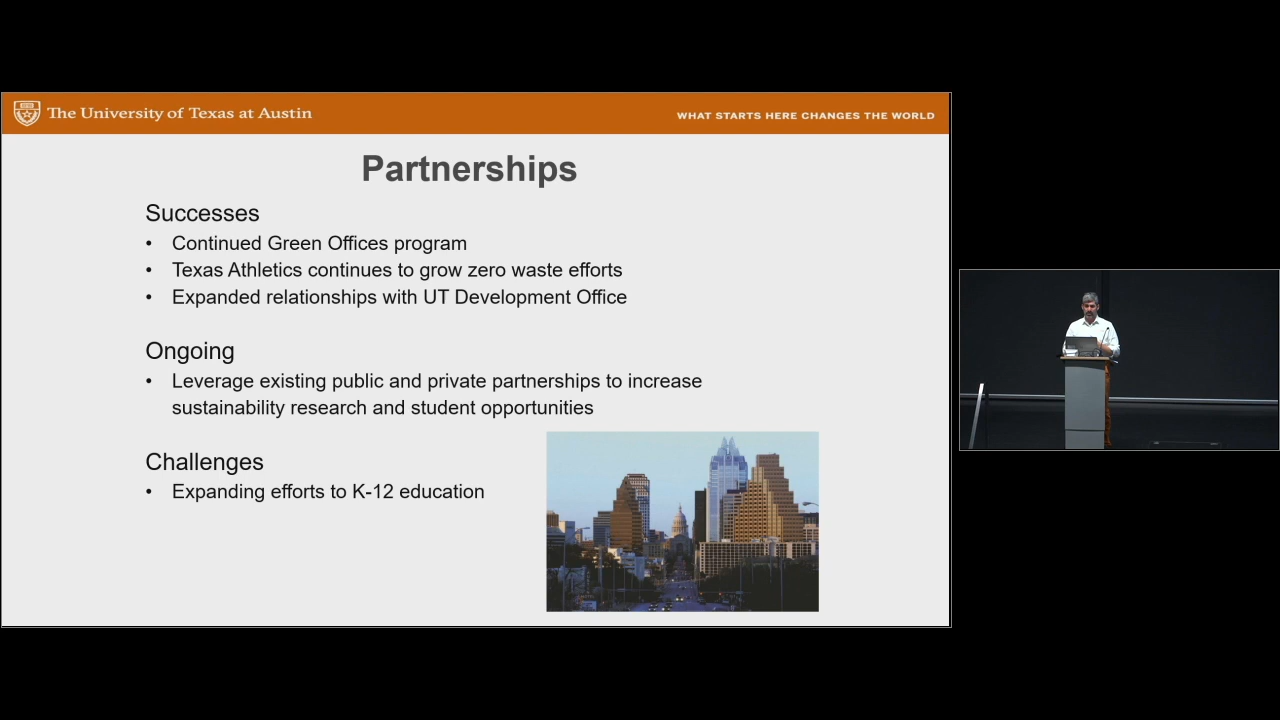 The University of Texas at Austin
WHAT STARTS HERE CHANGES THE WORLD
Partnerships
Successes
• Continued Green Offices program
• Texas Athletics continues to grow zero waste efforts
• Expanded relationships with UT Development Office
Ongoing
• Leverage existing public and private partnerships to increase
sustainability research and student opportunities
Challenges
• Expanding efforts to K-12 education